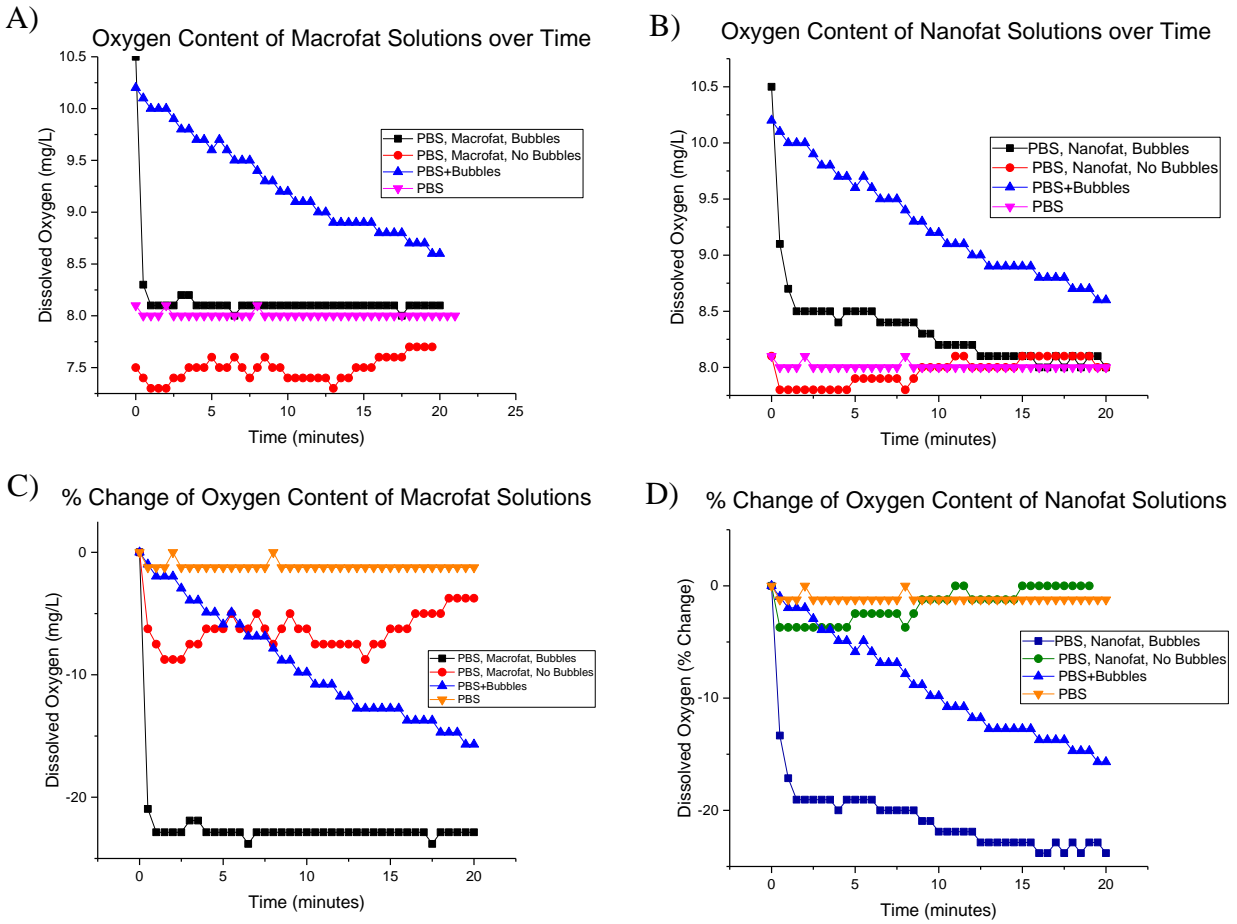 A)
Oxygen Content of Macrofat Solutions over Time
10.5
10.0
9.5
9.0
8.5
8.0
7.5
Dissolved Oxygen (mg/L)
PBS, Macrofat, Bubbles
PBS, Macrofat, No Bubbles
PBS+Bubbles
PBS
0 5 10 15 20 25
Time (minutes)
B)
Oxygen Content of Nanofat Solutions over Time
10.5
10.0
9.5
9.0
8.5
8.0
Dissolved Oxygen (mg/L)
PBS, Nanofat, Bubbles
PBS, Nanofat, No Bubbles
PBS+Bubbles
PBS
0 5 10 15 20
Time (minutes)
C)
% Change of Oxygen Content of Macrofat Solutions
0
-10
-20
Dissolved Oxygen (mg/L)
PBS, Macrofat, Bubbles
PBS, Macrofat, No Bubbles
PBS+Bubbles
PBS
0 5 10 15 20
Time (minutes)
D)
% Change of Oxygen Content of Nanofat Solutions
0
-10
-20
Dissolved Oxygen (% Change)
PBS, Nanofat, Bubbles
PBS, Nanofat, No Bubbles
PBS+Bubbles
PBS
0 5 10 15 20
Time (minutes)